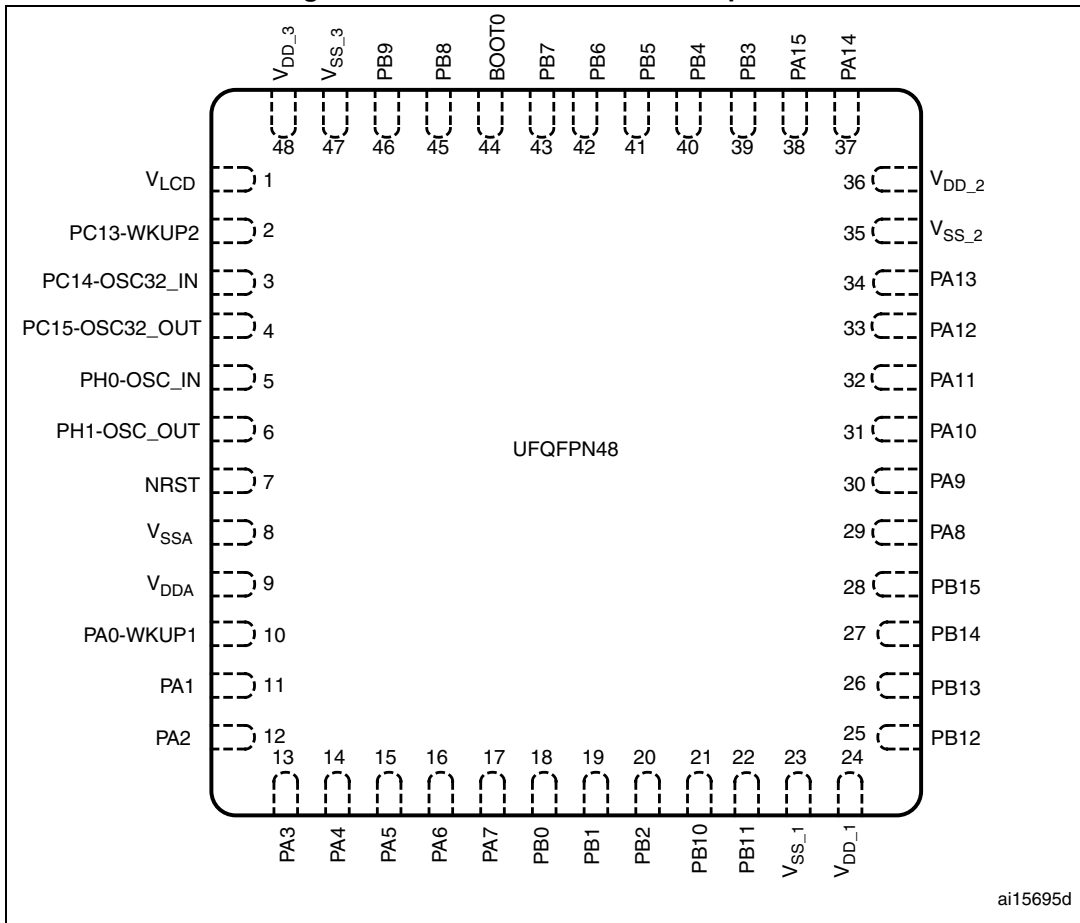 V_DD_3
V_SS_3
PB9
PB8
BOOT0
PB7
PB6
PB5
PB4
PB3
PA15
PA14
48 47 46 45 44 43 42 41 40 39 38 37
V_LCD 1
PC13-WKUP2 2
PC14-OSC32_IN 3
PC15-OSC32_OUT 4
PH0-OSC_IN 5
PH1-OSC_OUT 6
NRST 7
V_SSA 8
V_DDA 9
PA0-WKUP1 10
PA1 11
PA2 12
UFQFPN48
36 V_DD_2
35 V_SS_2
34 PA13
33 PA12
32 PA11
31 PA10
30 PA9
29 PA8
28 PB15
27 PB14
26 PB13
25 PB12
13 14 15 16 17 18 19 20 21 22 23 24
PA3
PA4
PA5
PA6
PA7
PB0
PB1
PB2
PB10
PB11
V_SS_1
V_DD_1
ai15695d